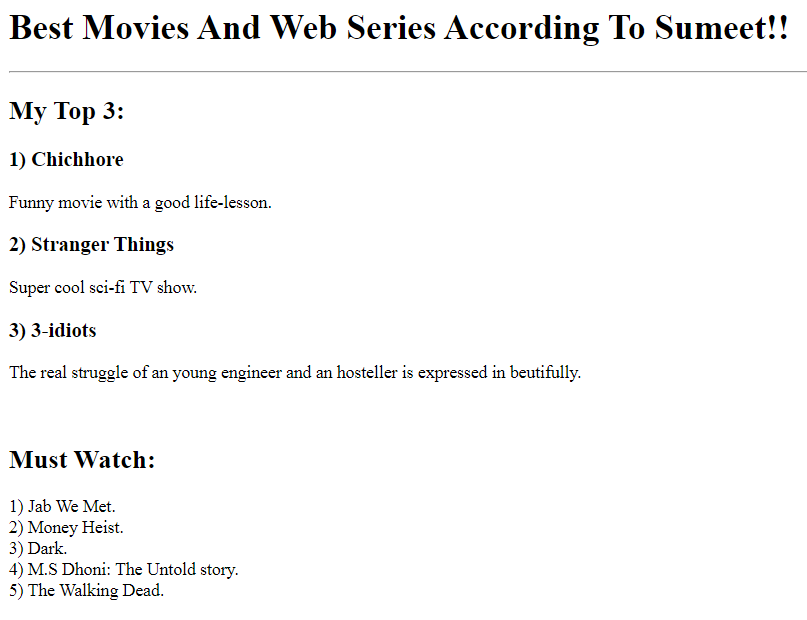 Best Movies And Web Series According To Sumeet!!
My Top 3:
1) Chichhore
Funny movie with a good life-lesson.
2) Stranger Things
Super cool sci-fi TV show.
3) 3-idiots
The real struggle of an young engineer and an hosteller is expressed in beutifully.
Must Watch:
1) Jab We Met.
2) Money Heist.
3) Dark.
4) M.S Dhoni: The Untold story.
5) The Walking Dead.